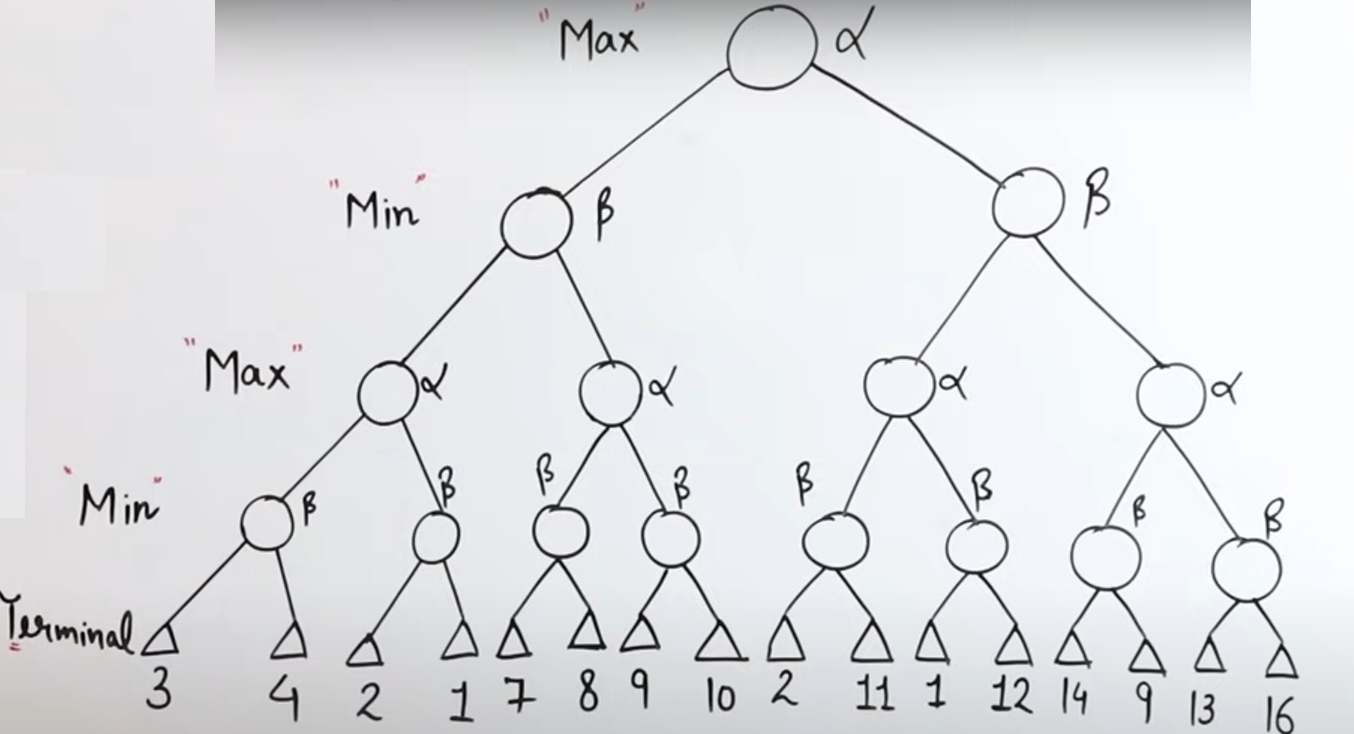 "Max" α
"Min" β β
"Max" α α α α
"Min" β β β β β β β β
Terminal
3 4 2 1 7 8 9 10 2 11 1 12 14 9 13 16